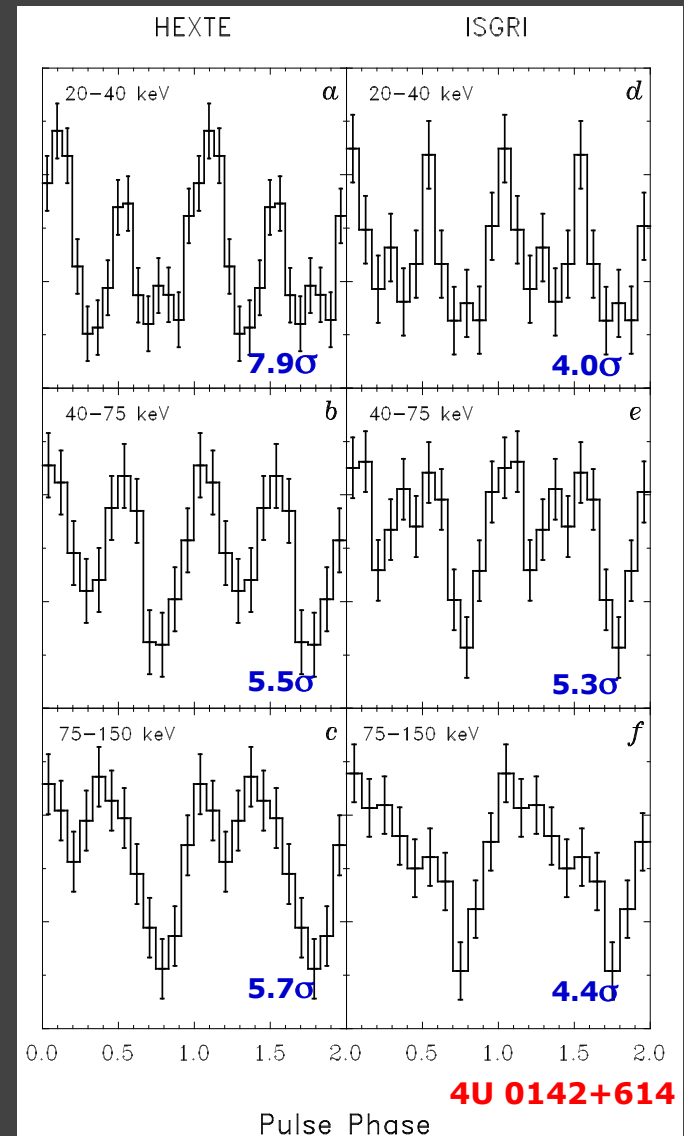 HEXTE ISGRI
20-40 keV a 20-40 keV d
7.9σ 4.0σ
40-75 keV b 40-75 keV e
5.5σ 5.3σ
75-150 keV c 75-150 keV f
5.7σ 4.4σ
0.0 0.5 1.0 1.5 2.0 0.5 1.0 1.5 2.0
4U 0142+614
Pulse Phase